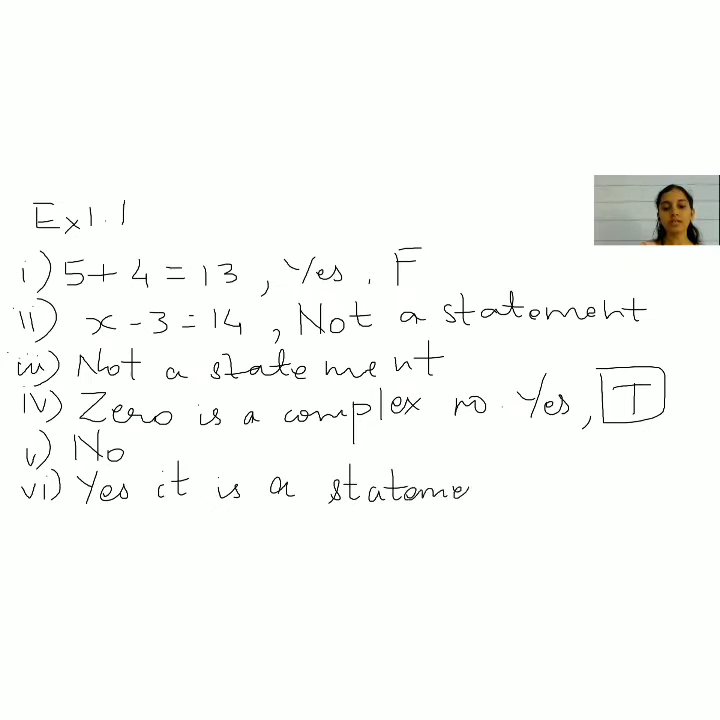 Ex1.1
i) 5+ 4 = 13 , Yes . F
ii) x - 3 = 14 , Not a statement
iii) Not a statement
iv) Zero is a complex no. Yes, T
v) No
vi) Yes it is a stateme